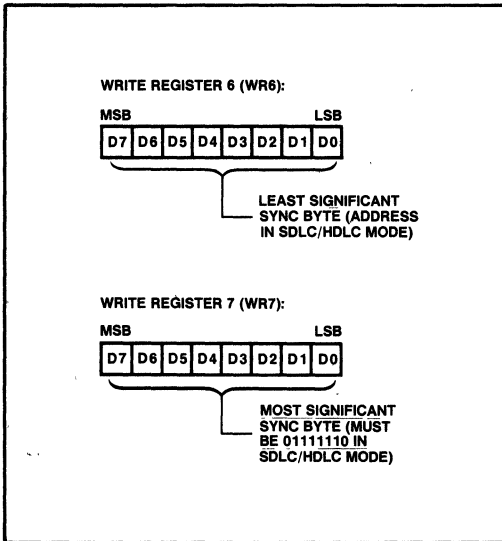 WRITE REGISTER 6 (WR6):
MSB LSB
D7 D6 D5 D4 D3 D2 D1 D0
LEAST SIGNIFICANT
SYNC BYTE (ADDRESS
IN SDLC/HDLC MODE)
WRITE REGISTER 7 (WR7):
MSB LSB
D7 D6 D5 D4 D3 D2 D1 D0
MOST SIGNIFICANT
SYNC BYTE (MUST
BE 01111110 IN
SDLC/HDLC MODE)